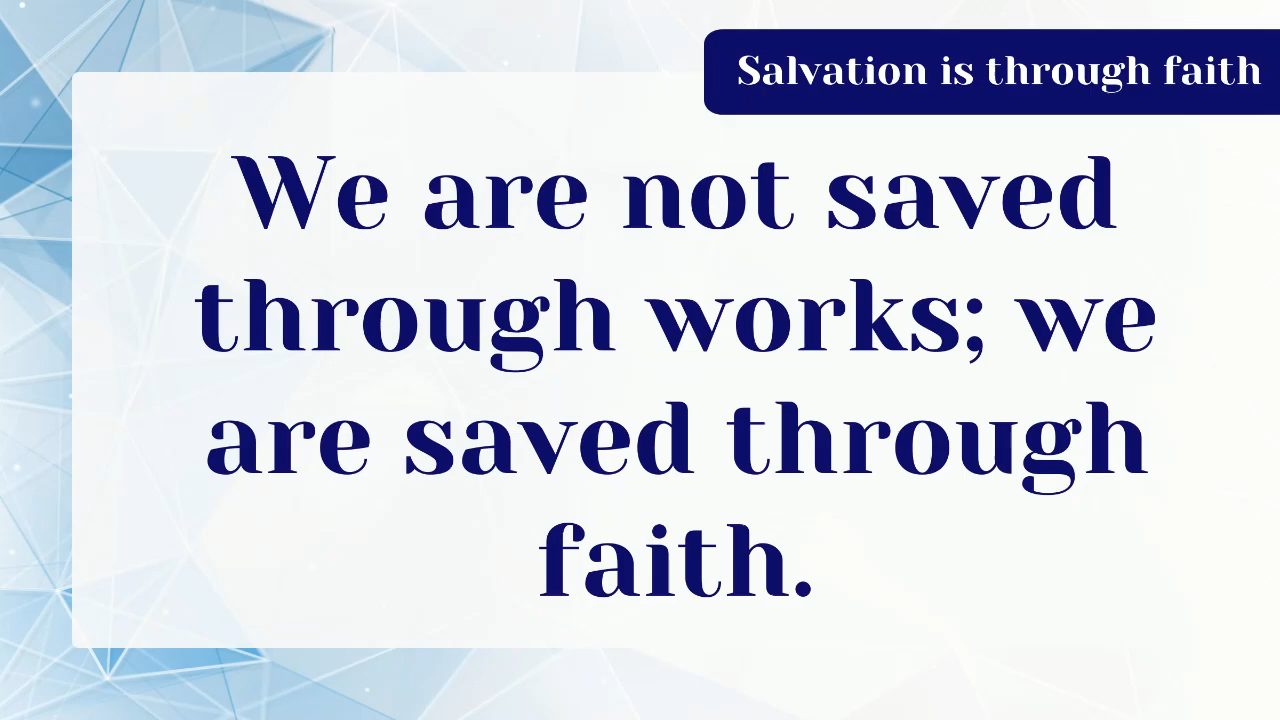 Salvation is through faith
We are not saved
through works; we
are saved through
faith.